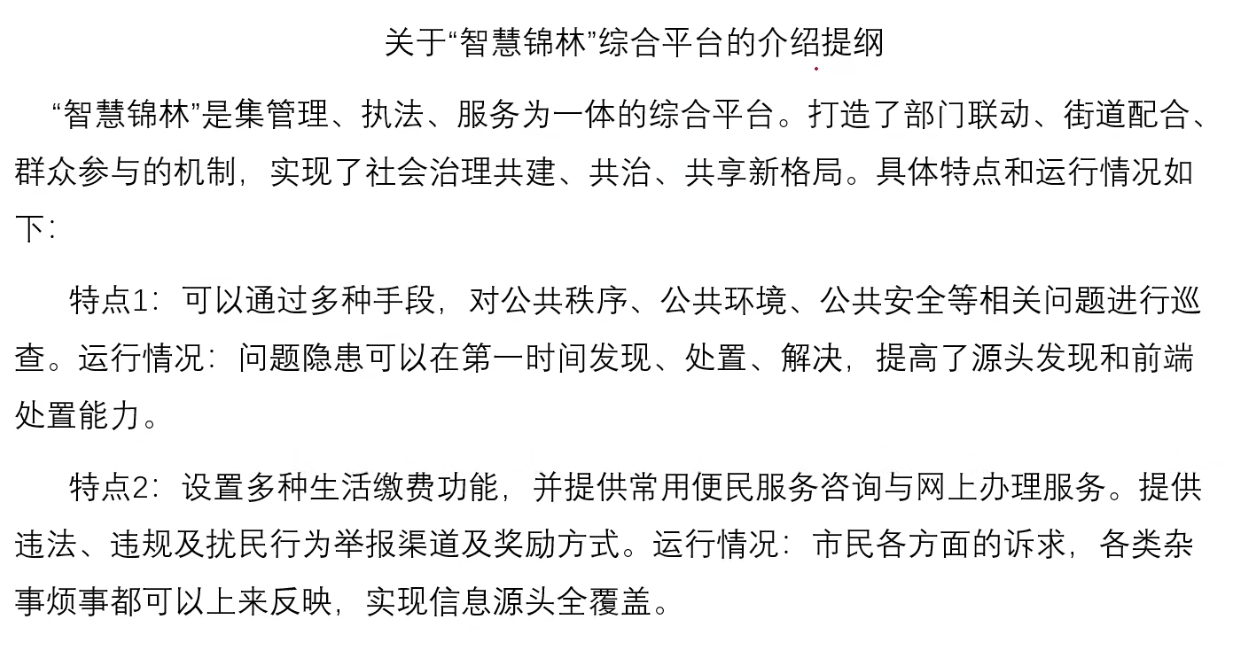 关于“智慧锦林”综合平台的介绍提纲
“智慧锦林”是集管理、执法、服务为一体的综合平台。打造了部门联动、街道配合、
群众参与的机制，实现了社会治理共建、共治、共享新格局。具体特点和运行情况如
下：
特点1：可以通过多种手段，对公共秩序、公共环境、公共安全等相关问题进行巡
查。运行情况：问题隐患可以在第一时间发现、处置、解决，提高了源头发现和前端
处置能力。
特点2：设置多种生活缴费功能，并提供常用便民服务咨询与网上办理服务。提供
违法、违规及扰民行为举报渠道及奖励方式。运行情况：市民各方面的诉求，各类杂
事烦事都可以上来反映，实现信息源头全覆盖。